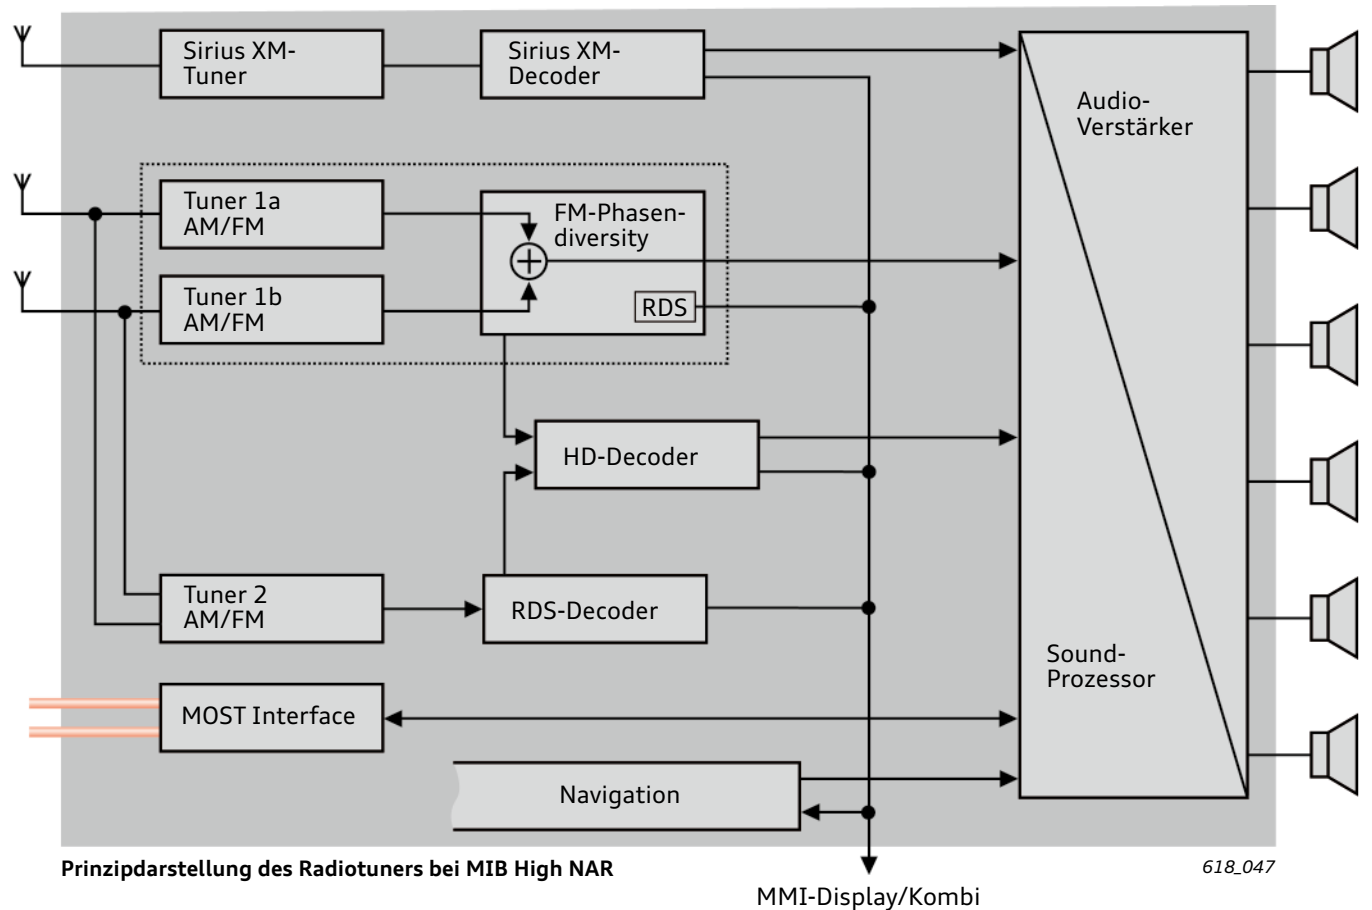 Sirius XM-
Tuner
Sirius XM-
Decoder
Audio-
Verstärker
Tuner 1a
AM/FM
FM-Phasen-
diversity
Tuner 1b
AM/FM
RDS
HD-Decoder
Tuner 2
AM/FM
RDS-Decoder
Sound-
Prozessor
MOST Interface
Navigation
Prinzipdarstellung des Radiotuners bei MIB High NAR
618_047
MMI-Display/Kombi